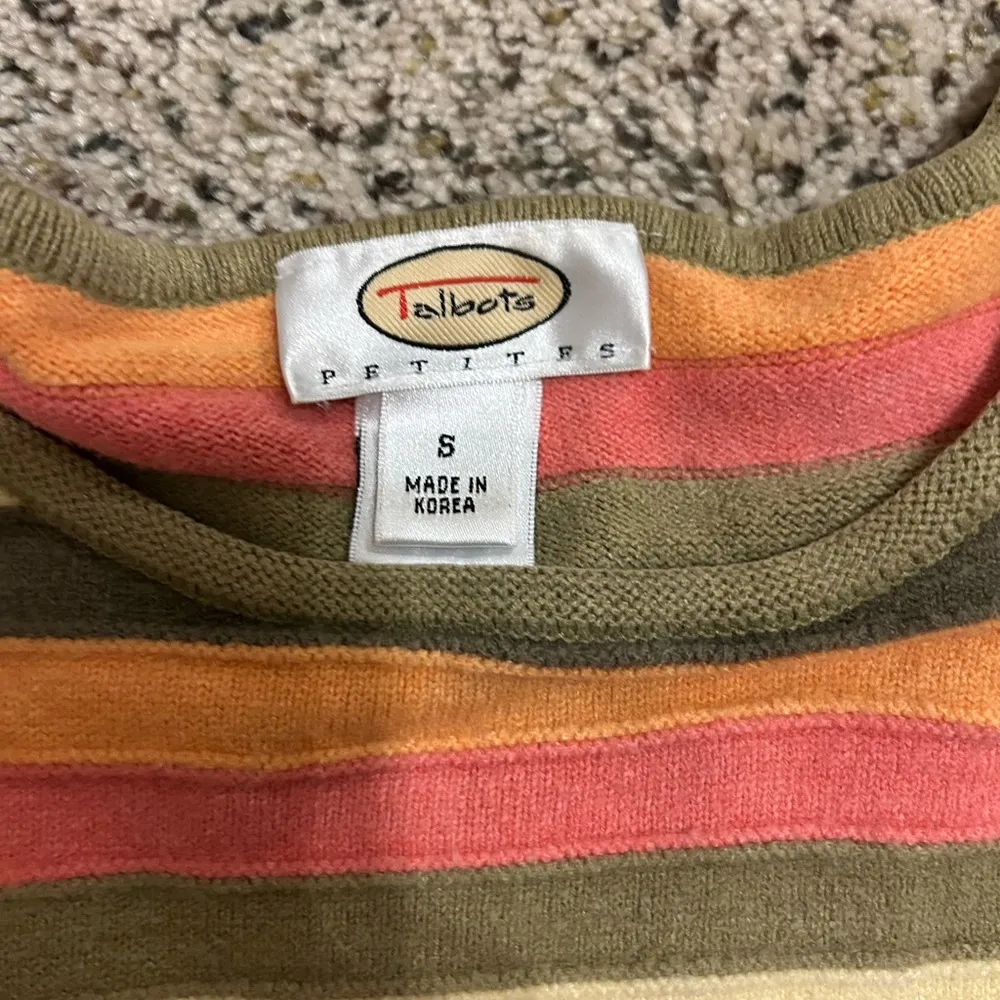 Talbots
PETITES
S
MADE IN
KOREA